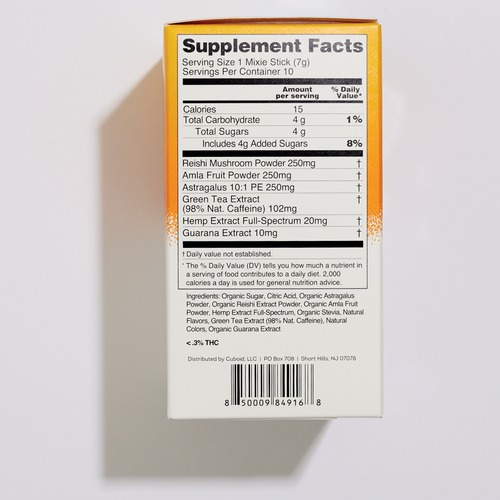 Supplement Facts
Serving Size 1 Mixie Stick (7g)
Servings Per Container 10
Amount per serving % Daily Value*
Calories 15
Total Carbohydrate 4 g 1%
Total Sugars 4 g
Includes 4g Added Sugars 8%
Reishi Mushroom Powder 250mg †
Amla Fruit Powder 250mg †
Astragalus 10:1 PE 250mg †
Green Tea Extract †
(98% Nat. Caffeine) 102mg
Hemp Extract Full-Spectrum 20mg †
Guarana Extract 10mg †
† Daily value not established.
* The % Daily Value (DV) tells you how much a nutrient in
a serving of food contributes to a daily diet. 2,000
calories a day is used for general nutrition advice.
Ingredients: Organic Sugar, Citric Acid, Organic Astragalus
Powder, Organic Reishi Extract Powder, Organic Amla Fruit
Powder, Hemp Extract Full-Spectrum, Organic Stevia, Natural
Flavors, Green Tea Extract (98% Nat. Caffeine), Natural
Colors, Organic Guarana Extract
<.3% THC
Distributed by Cuboid, LLC | PO Box 708 | Short Hills, NJ 07078
8 50009 84916 8